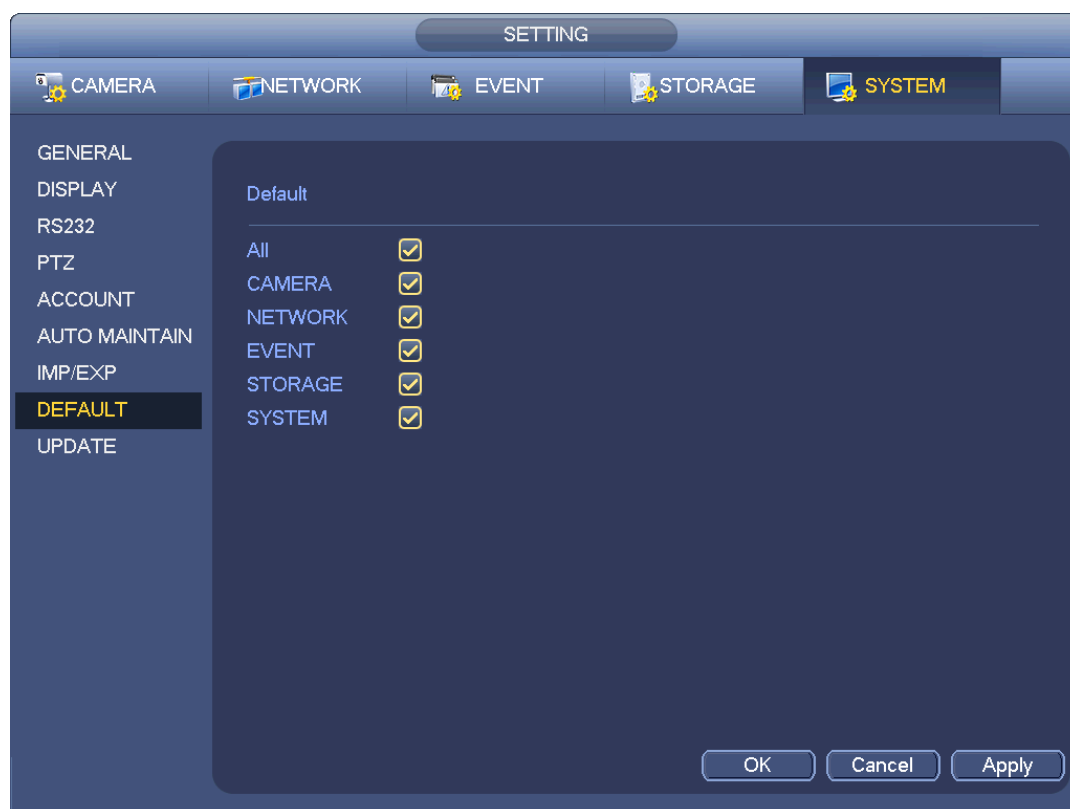 SETTING
CAMERA NETWORK EVENT STORAGE SYSTEM
GENERAL
DISPLAY
RS232
PTZ
ACCOUNT
AUTO MAINTAIN
IMP/EXP
DEFAULT
UPDATE
Default
All
CAMERA
NETWORK
EVENT
STORAGE
SYSTEM
OK Cancel Apply